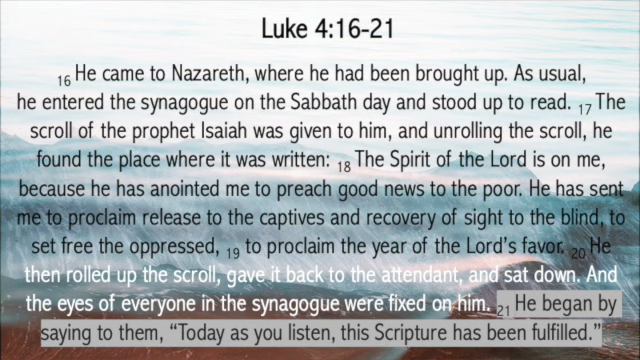 Luke 4:16-21
16 He came to Nazareth, where he had been brought up. As usual,
he entered the synagogue on the Sabbath day and stood up to read. 17 The
scroll of the prophet Isaiah was given to him, and unrolling the scroll, he
found the place where it was written: 18 The Spirit of the Lord is on me,
because he has anointed me to preach good news to the poor. He has sent
me to proclaim release to the captives and recovery of sight to the blind, to
set free the oppressed, 19 to proclaim the year of the Lord's favor. 20 He
then rolled up the scroll, gave it back to the attendant, and sat down. And
the eyes of everyone in the synagogue were fixed on him. 21 He began by
saying to them, “Today as you listen, this Scripture has been fulfilled.”